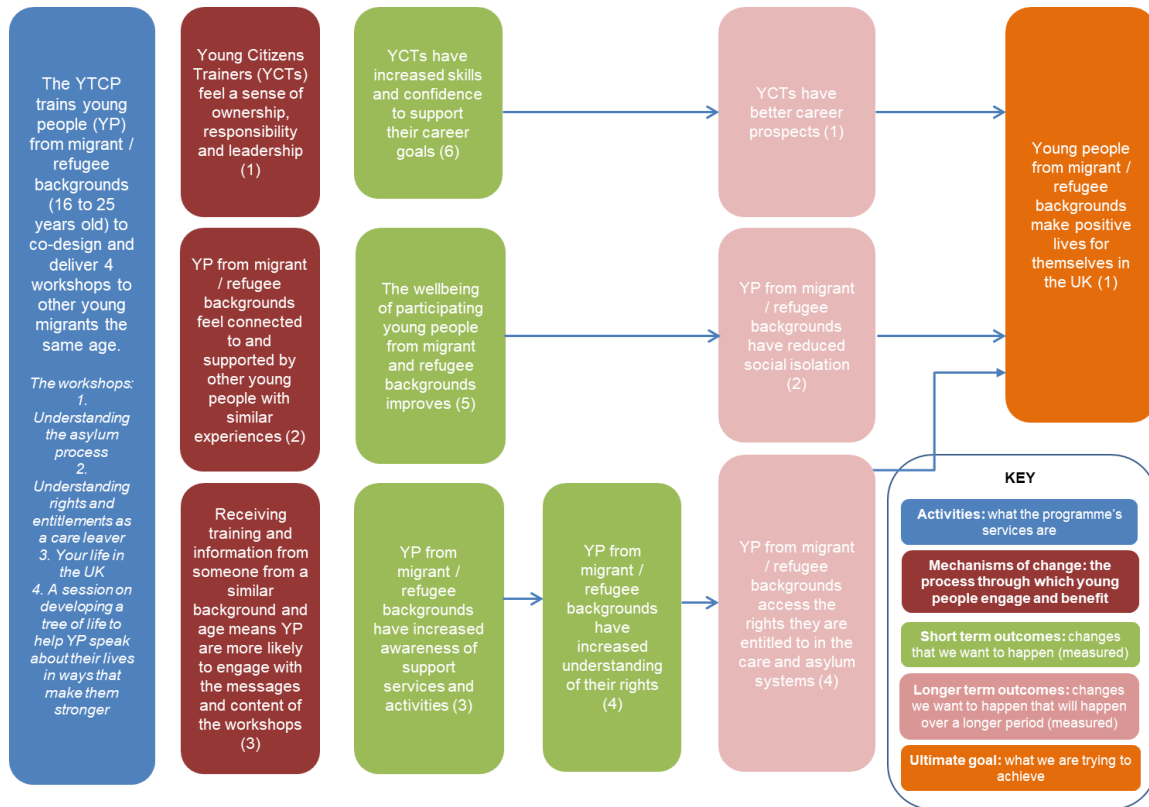 The YTCP
trains young
people (YP)
from migrant /
refugee
backgrounds
(16 to 25
years old) to
co-design and
deliver 4
workshops to
other young
migrants the
same age.
The workshops:
1.
Understanding
the asylum
process
2.
Understanding
rights and
entitlements as
a care leaver
3. Your life in
the UK
4. A session on
developing a
tree of life to
help YP speak
about their lives
in ways that
make them
stronger
Young Citizens
Trainers (YCTs)
feel a sense of
ownership,
responsibility
and leadership
(1)
YP from migrant
/ refugee
backgrounds
feel connected
to and
supported by
other young
people with
similar
experiences (2)
Receiving
training and
information from
someone from a
similar
background and
age means YP
are more likely
to engage with
the messages
and content of
the workshops
(3)
YCTs have
increased skills
and confidence
to support
their career
goals (6)
The wellbeing
of participating
young people
from migrant
and refugee
backgrounds
improves (5)
YP from
migrant /
refugee
backgrounds
have increased
awareness of
support
services and
activities (3)
YP from
migrant /
refugee
backgrounds
have
increased
understanding
of their rights
(4)
YCTs have
better career
prospects (1)
YP from migrant
/ refugee
backgrounds
have reduced
social isolation
(2)
YP from migrant
/ refugee
backgrounds
access the
rights they are
entitled to in the
care and asylum
systems (4)
Young people
from migrant /
refugee
backgrounds
make positive
lives for
themselves in
the UK (1)
KEY
Activities: what the programme's
services are
Mechanisms of change: the
process through which young
people engage and benefit
Short term outcomes: changes
that we want to happen (measured)
Longer term outcomes: changes
we want to happen that will happen
over a longer period (measured)
Ultimate goal: what we are trying to
achieve